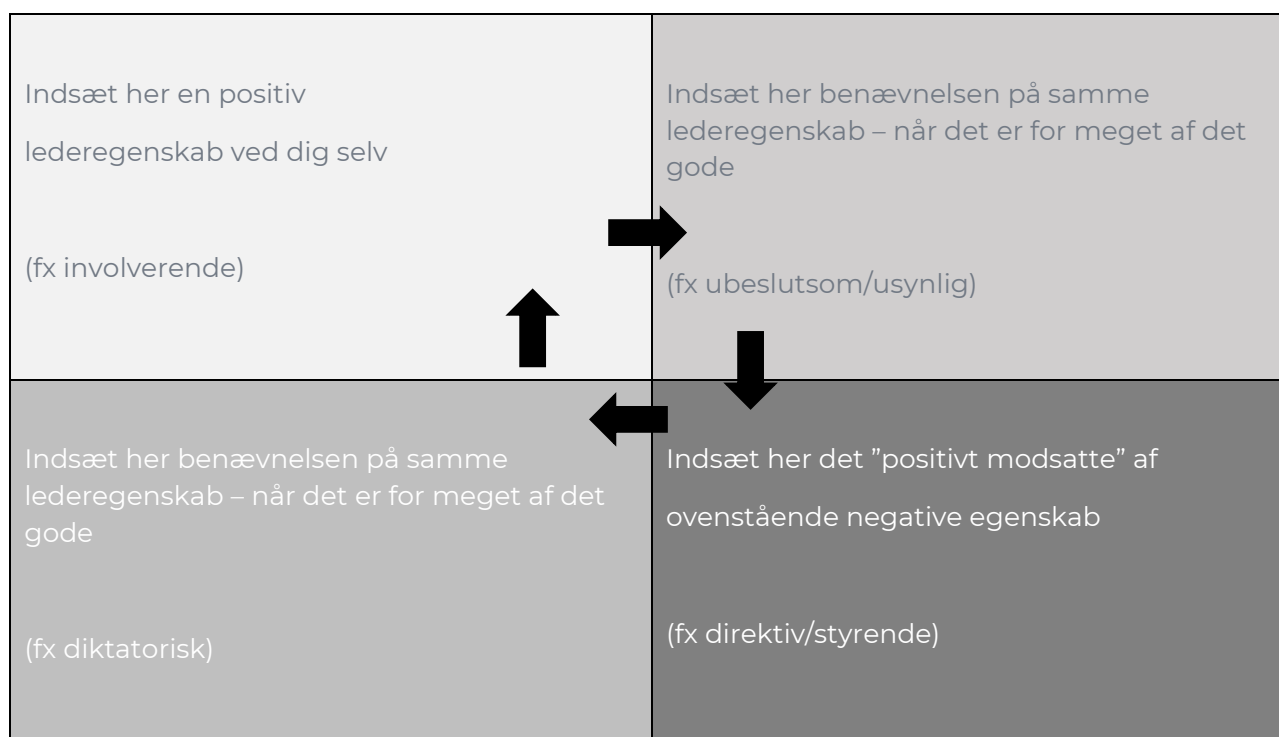 Indsæt her en positiv
lederegenskab ved dig selv
(fx involverende)
Indsæt her benævnelsen på samme
lederegenskab – når det er for meget af det
gode
(fx ubeslutsom/usynlig)
Indsæt her benævnelsen på samme
lederegenskab – når det er for meget af det
gode
(fx diktatorisk)
Indsæt her det ”positivt modsatte” af
ovenstående negative egenskab
(fx direktiv/styrende)